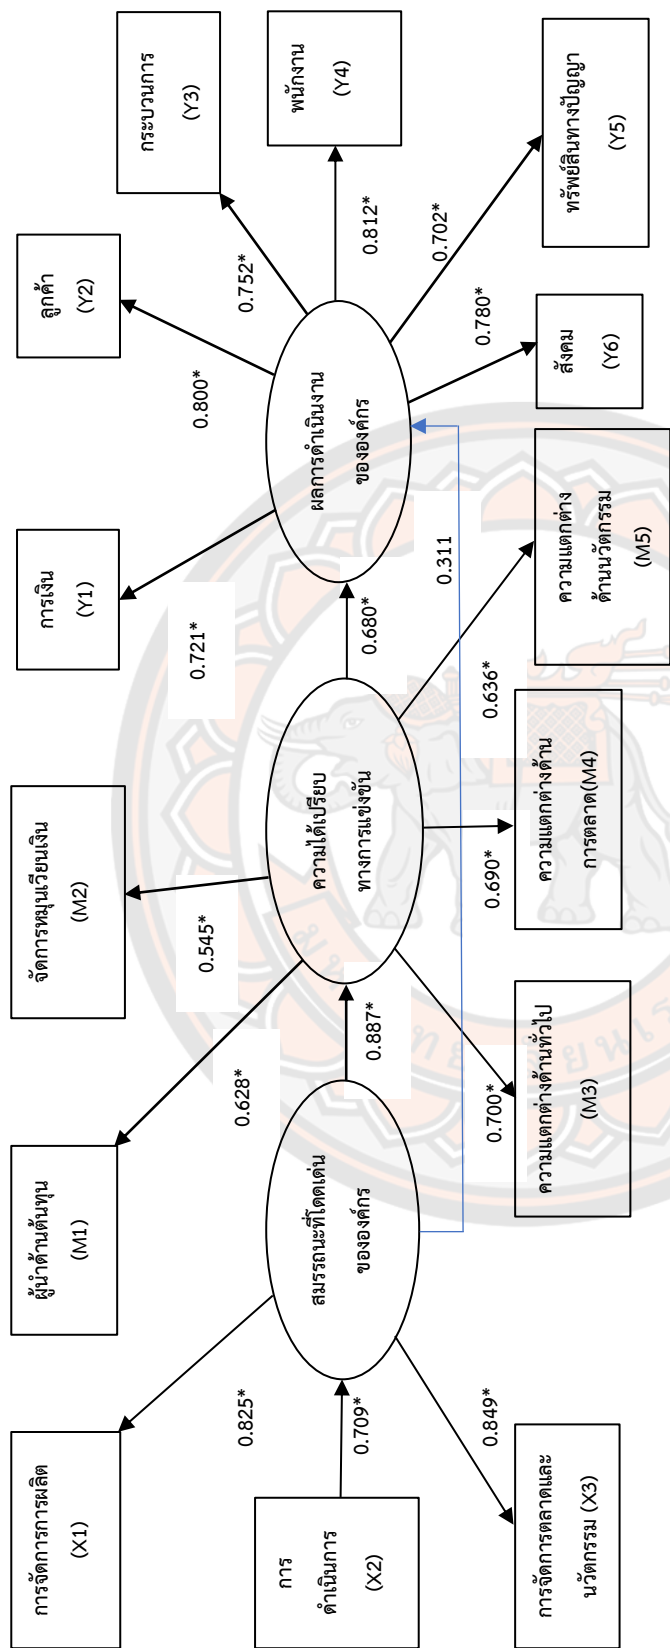 การจัดการการผลิต
(X1)
ผู้นำด้านต้นทุน
(M1)
จัดการหมุนเวียนเงิน
(M2)
การเงิน
(Y1)
ลูกค้า
(Y2)
กระบวนการ
(Y3)
0.825*
0.628*
0.545*
0.721*
0.800*
0.752*
การ
ดำเนินการ
(X2)
0.709*
สมรรถนะที่โดดเด่น
ขององค์กร
0.887*
ความได้เปรียบ
ทางการแข่งขัน
0.680*
ผลการดำเนินงาน
ขององค์กร
0.812*
พนักงาน
(Y4)
0.311
0.702*
0.849*
0.700*
0.690*
0.636*
0.780*
การจัดการตลาดและ
นวัตกรรม (X3)
ความแตกต่างด้านทั่วไป
(M3)
ความแตกต่างด้าน
การตลาด(M4)
ความแตกต่าง
ด้านนวัตกรรม
(M5)
สังคม
(Y6)
ทรัพย์สินทางปัญญา
(Y5)